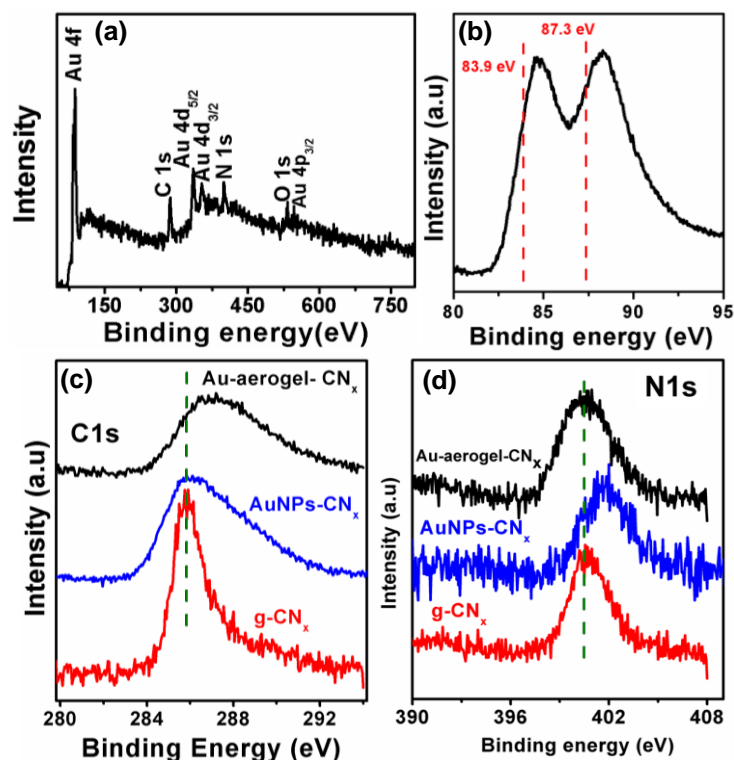 (a)
Au 4f
C 1s
Au 4d5/2
Au 4d3/2
N 1s
O 1s
Au 4p3/2
Intensity
150 300 450 600 750
Binding energy(eV)
(b)
87.3 eV
83.9 eV
Intensity (a.u)
80 85 90 95
Binding energy (eV)
(c)
Au-aerogel- CNx
C1s
AuNPs-CNx
g-CNx
Intensity (a.u)
280 284 288 292
Binding Energy (eV)
(d)
N1s
Au-aerogel-CNx
AuNPs-CNx
g-CNx
Intensity (a.u)
390 396 402 408
Binding energy (eV)